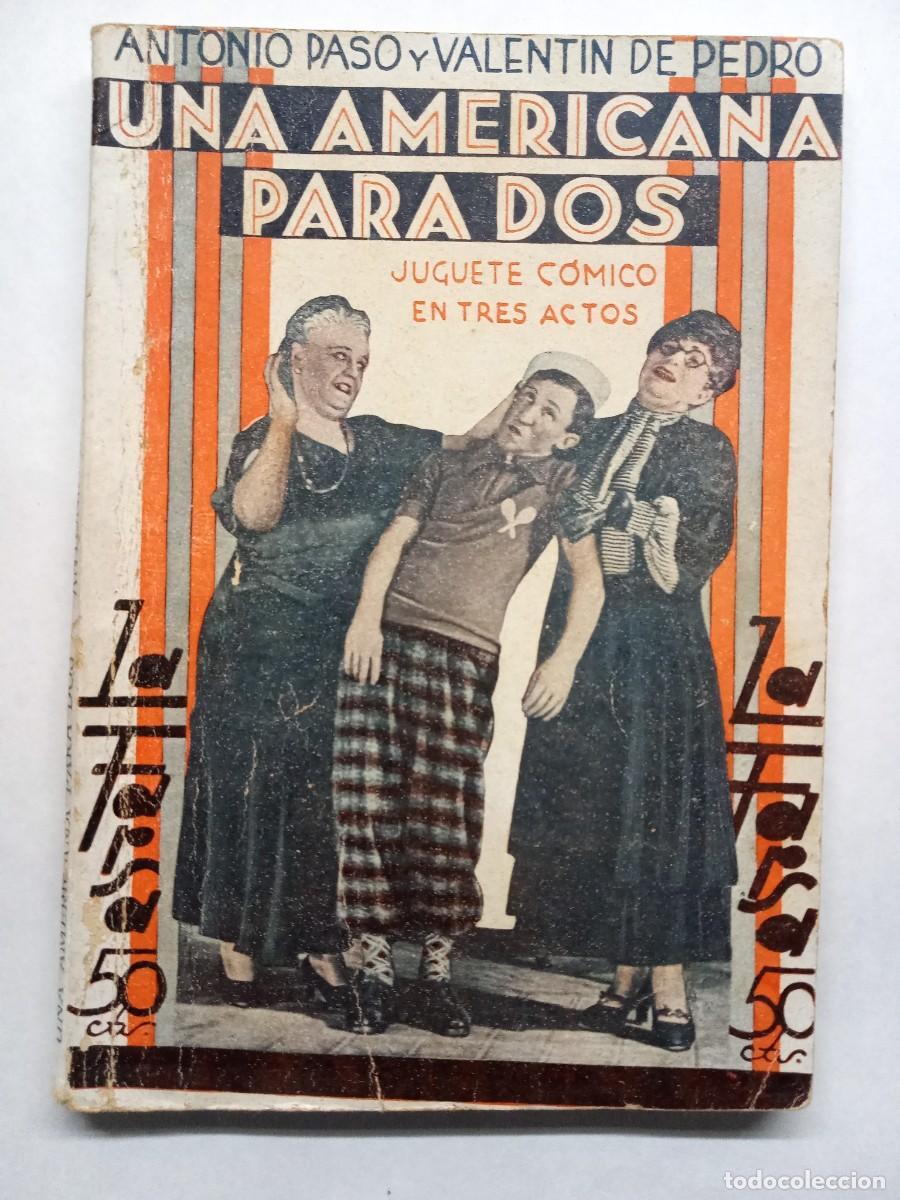 ANTONIO PASO Y VALENTIN DE PEDRO
UNA AMERICANA
PARA DOS
JUGUETE CÓMICO
EN TRES ACTOS
la
farsa
50
cts.
la
farsa
50
cts.
todocoleccion